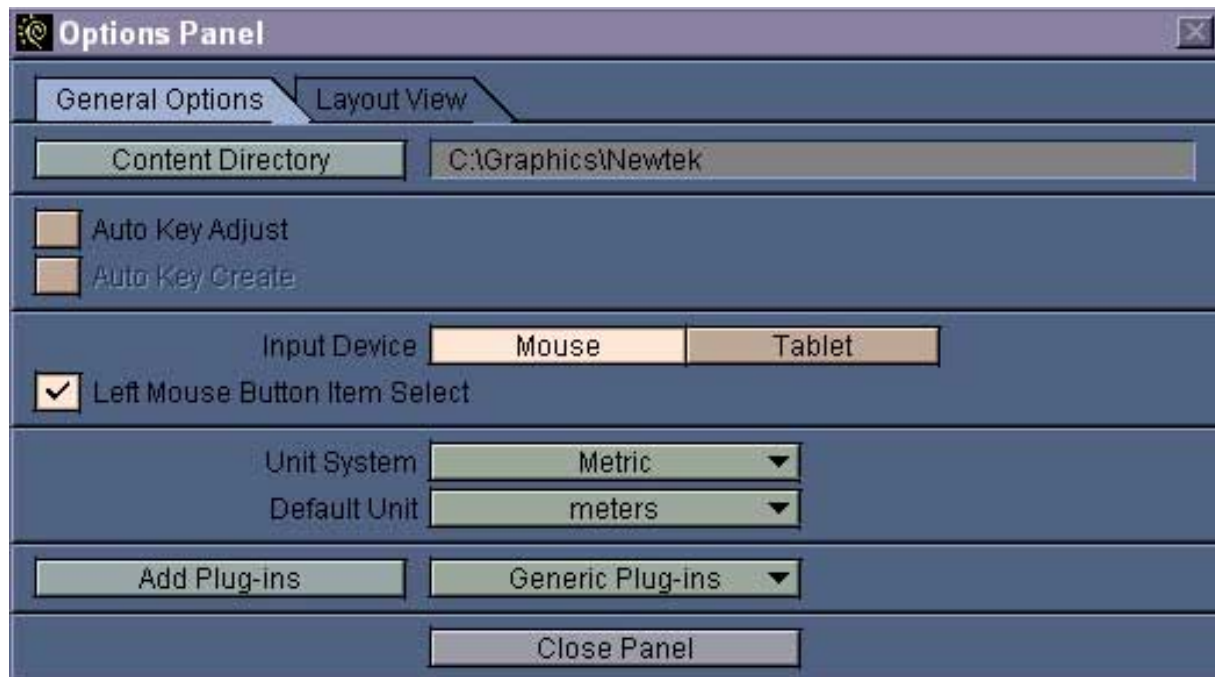 Options Panel
General Options Layout View
Content Directory C:\Graphics\Newtek
Auto Key Adjust
Auto Key Create
Input Device Mouse Tablet
Left Mouse Button Item Select
Unit System Metric
Default Unit meters
Add Plug-ins Generic Plug-ins
Close Panel